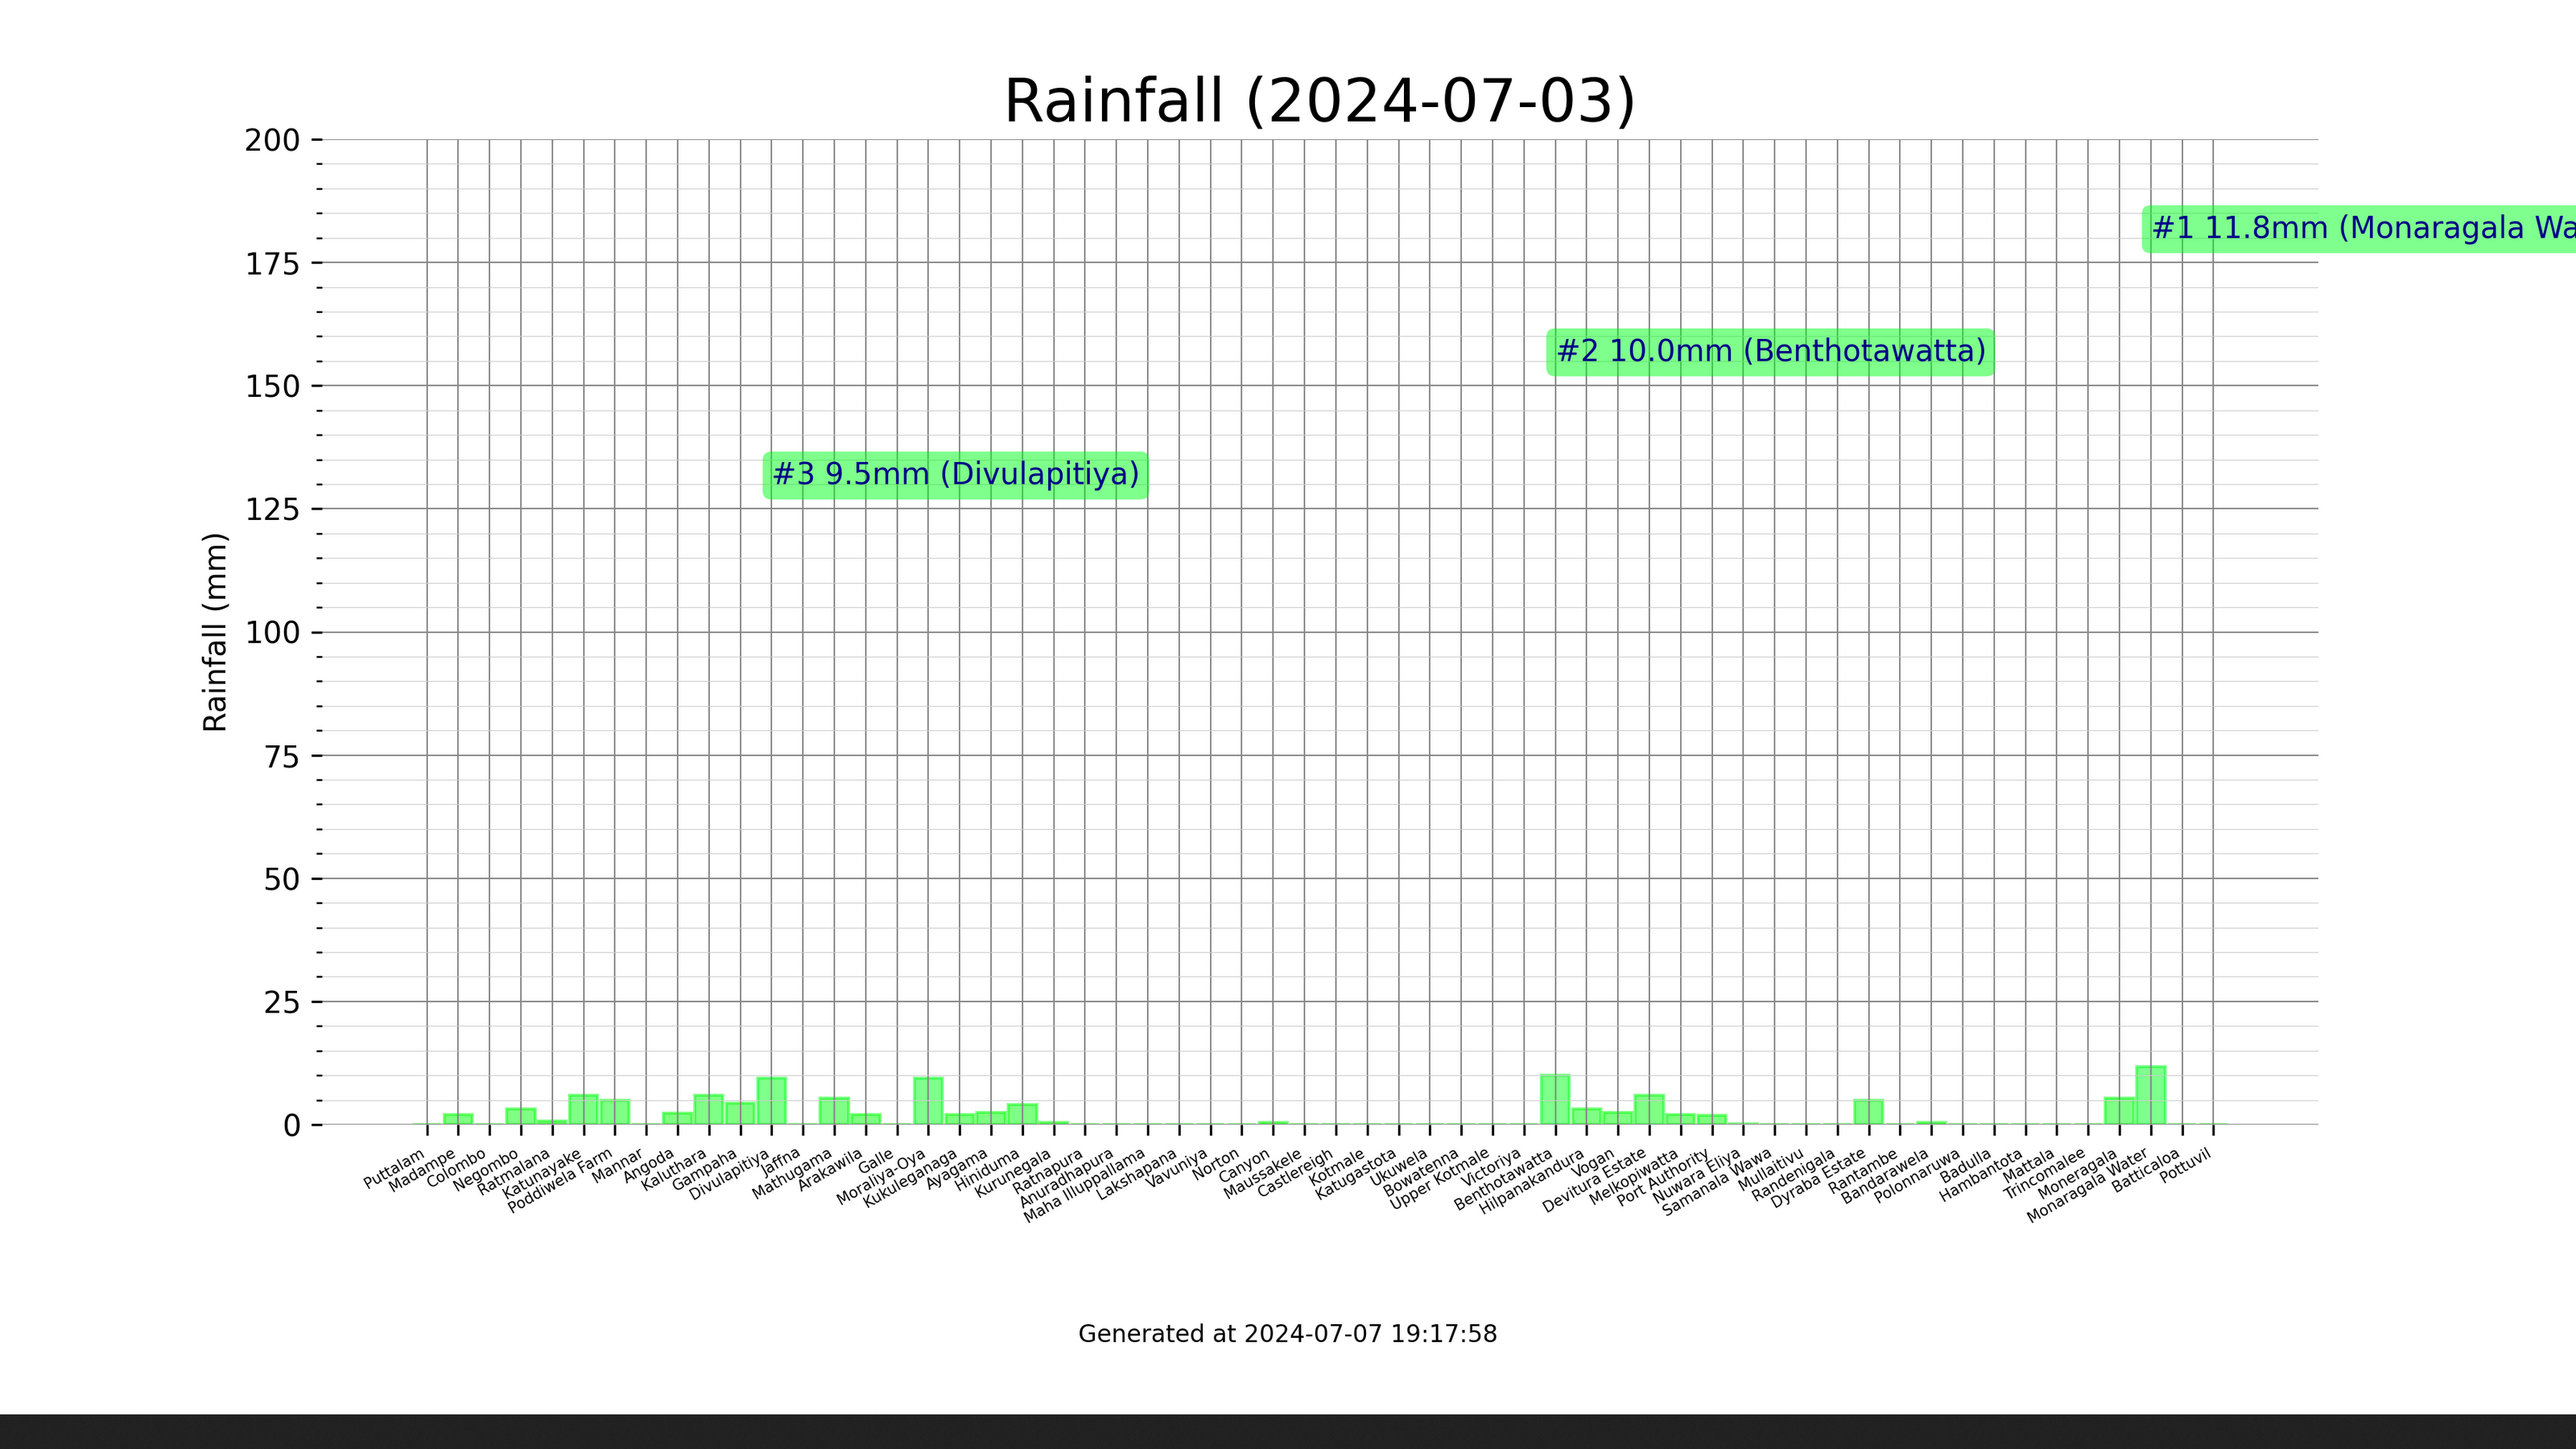 Rainfall (2024-07-03)
200
175
150
125
100
75
50
25
0
Rainfall (mm)
#1 11.8mm (Monaragala Wa
#2 10.0mm (Benthotawatta)
#3 9.5mm (Divulapitiya)
Puttalam
Madampe
Colombo
Negombo
Ratmalana
Katunayake
Poddiwela Farm
Mannar
Angoda
Kaluthara
Gampaha
Divulapitiya
Jaffna
Mathugama
Arakawila
Galle
Moraliya-Oya
Kukuleganaga
Ayagama
Hiniduma
Kurunegala
Ratnapura
Anuradhapura
Maha Illuppallama
Lakshapana
Vavuniya
Norton
Canyon
Maussakele
Castlereigh
Kotmale
Katugastota
Ukuwela
Bowatenna
Upper Kotmale
Victoriya
Benthotawatta
Hilpanakandura
Vogan
Devitura Estate
Melkopiwatta
Port Authority
Nuwara Eliya
Samanala Wawa
Mullaitivu
Randenigala
Dyraba Estate
Rantambe
Bandarawela
Polonnaruwa
Badulla
Hambantota
Mattala
Trincomalee
Moneragala
Monaragala Water
Batticaloa
Pottuvil
Generated at 2024-07-07 19:17:58